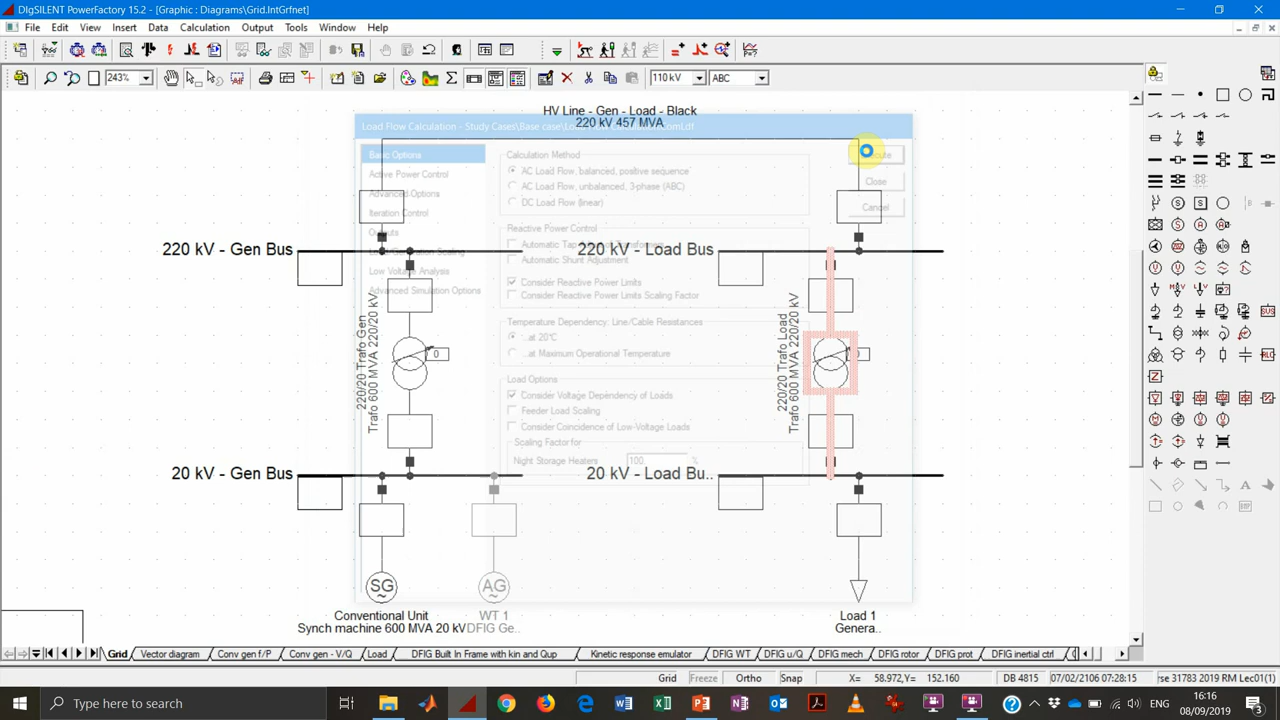 DIgSILENT PowerFactory 15.2 - [Graphic : Diagrams\Grid.IntGrfnet]
File Edit View Insert Data Calculation Output Tools Window Help
243% 110 kV ABC
HV Line - Gen - Load - Black
220 kV 457 MVA
Load Flow Calculation - Study Cases\Base case\
Basic Options
Active Power Control
Advanced Options
Iteration Control
Outputs
Low Voltage Analysis
Advanced Simulation Options
Calculation Method
AC Load Flow, balanced, positive sequence
AC Load Flow, unbalanced, 3-phase (ABC)
DC Load Flow (linear)
Close
Cancel
Reactive Power Control
Automatic Shunt Adjustment
Consider Reactive Power Limits
Consider Reactive Power Limits Scaling Factor
Temperature Dependency: Line/Cable Resistances
...at 20°C
...at Maximum Operational Temperature
Load Options
Consider Voltage Dependency of Loads
Feeder Load Scaling
Consider Coincidence of Low-Voltage Loads
Scaling Factor for
Night Storage Heaters 100. %
220 kV - Gen Bus
220 kV - Load Bus
220/20 Trafo Gen
Trafo 600 MVA 220/20 kV
0
220/20 Trafo Load
Trafo 600 MVA 220/20 kV
0
20 kV - Gen Bus
20 kV - Load Bu..
SG
AG
Conventional Unit
Synch machine 600 MVA 20 kV
WT 1
DFIG Ge..
Load 1
Genera..
Grid Vector diagram Conv gen f/P Conv gen - V/Q Load DFIG Built In Frame with kin and Qup Kinetic response emulator DFIG WT DFIG u/Q DFIG mech DFIG rotor DFIG prot DFIG inertial ctrl
Grid Freeze Ortho Snap X= 58.972,Y= 152.160 DB 4815 07/02/2106 07:28:15 rse 31783 2019 RM Lec01(1)
Type here to search
ENG
16:16
08/09/2019